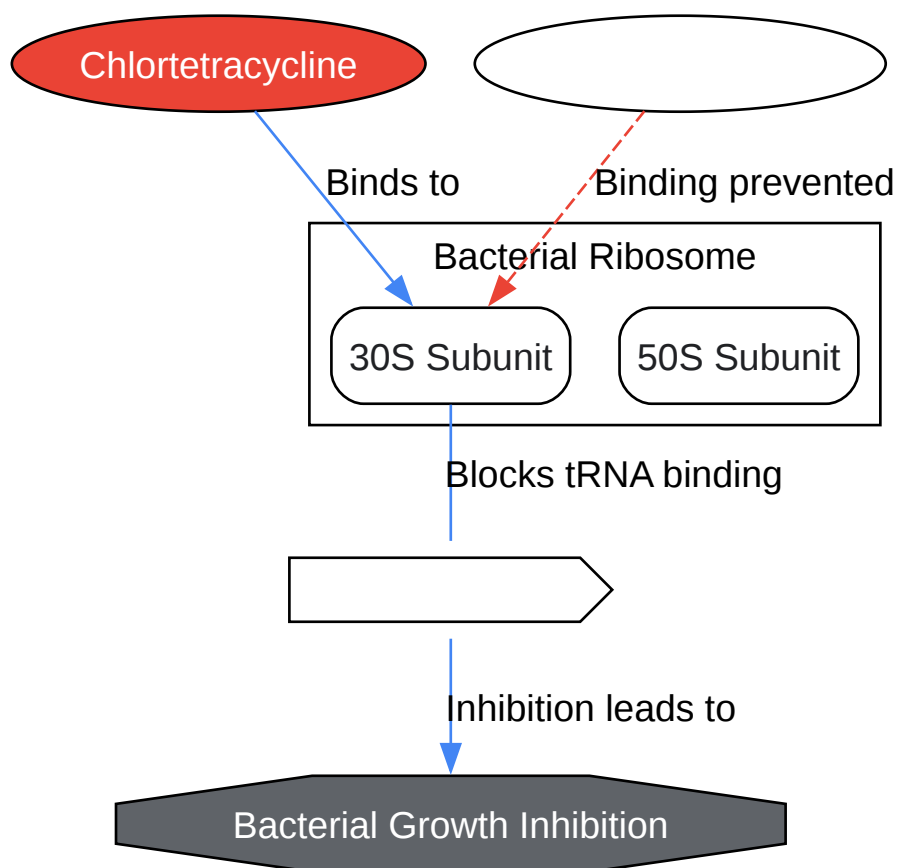 Chlortetracycline
Binds to
Binding prevented
Bacterial Ribosome
30S Subunit
50S Subunit
Blocks tRNA binding
Inhibition leads to
Bacterial Growth Inhibition